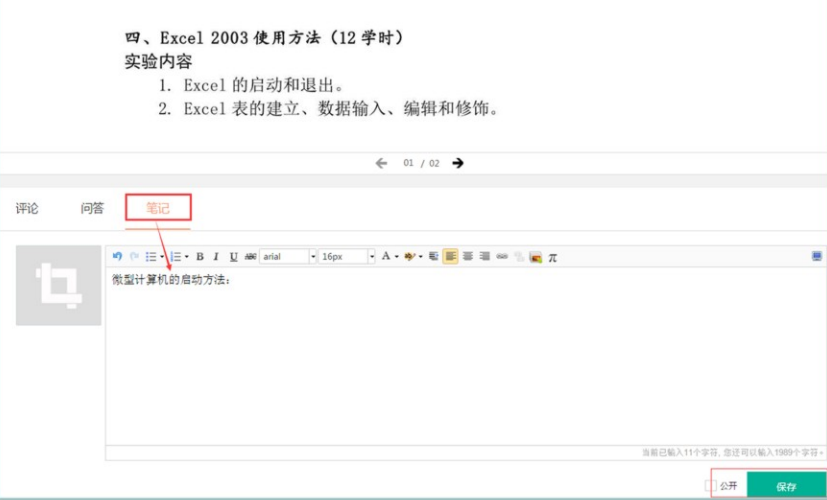 四、Excel 2003 使用方法（12 学时）
实验内容
1. Excel 的启动和退出。
2. Excel 表的建立、数据输入、编辑和修饰。
01 / 02
评论 问答 笔记
B I U ABC arial 16px A π
微型计算机的启动方法：
当前已输入11个字符, 您还可以输入1989个字符。
公开 保存